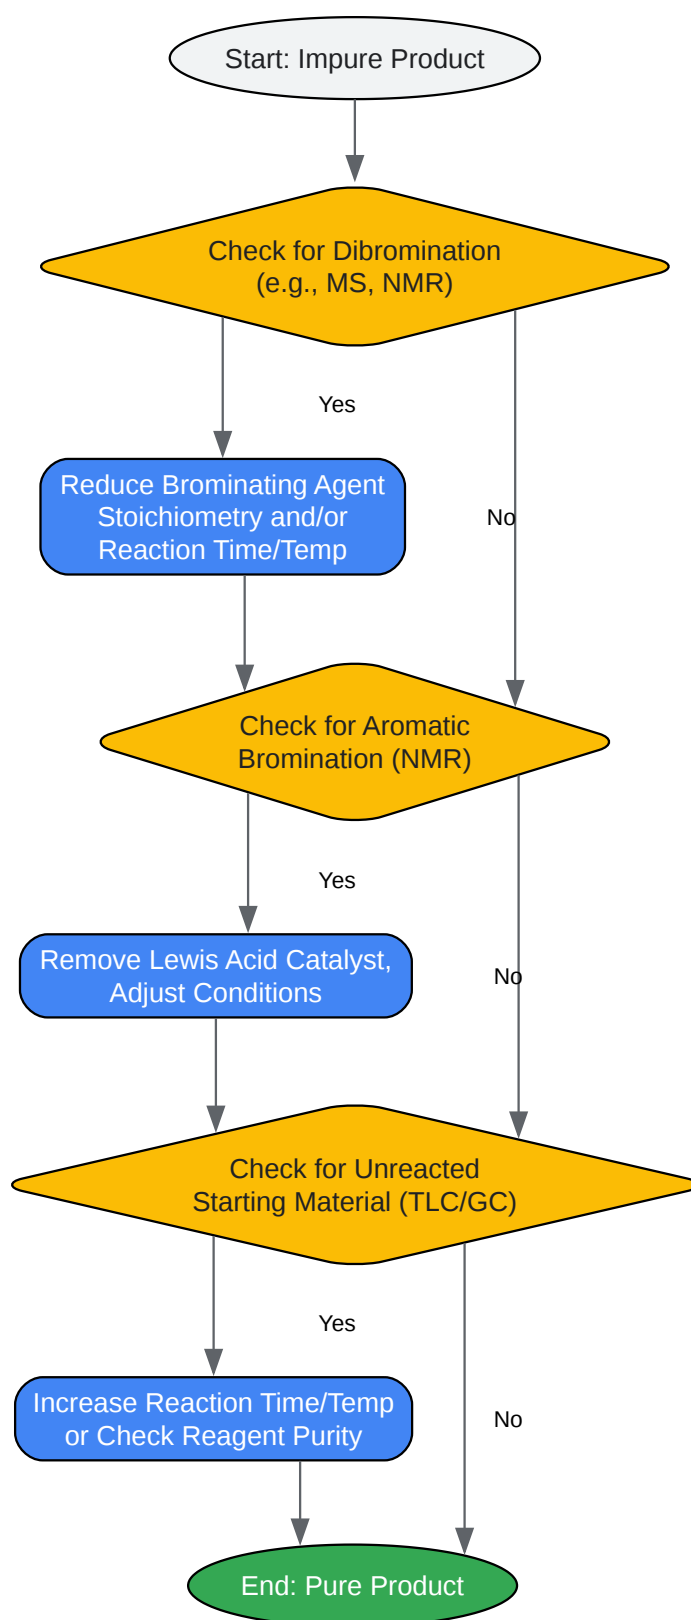 Start: Impure Product
Check for Dibromination
(e.g., MS, NMR)
Yes
Reduce Brominating Agent
Stoichiometry and/or
Reaction Time/Temp
No
Check for Aromatic
Bromination (NMR)
Yes
Remove Lewis Acid Catalyst,
Adjust Conditions
No
Check for Unreacted
Starting Material (TLC/GC)
Yes
Increase Reaction Time/Temp
or Check Reagent Purity
No
End: Pure Product